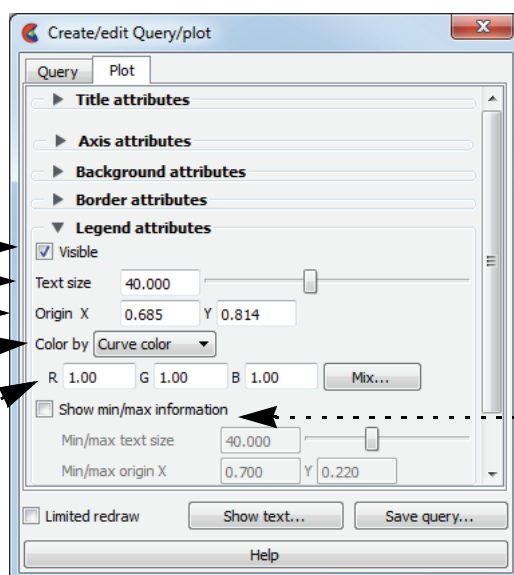 Create/edit Query/plot
Query Plot
Title attributes
Axis attributes
Background attributes
Border attributes
Legend attributes
Visible
Text size 40.000
Origin X 0.685 Y 0.814
Color by Curve color
R 1.00 G 1.00 B 1.00 Mix...
Show min/max information
Min/max text size 40.000
Min/max origin X 0.700 Y 0.220
Limited redraw Show text... Save query...
Help